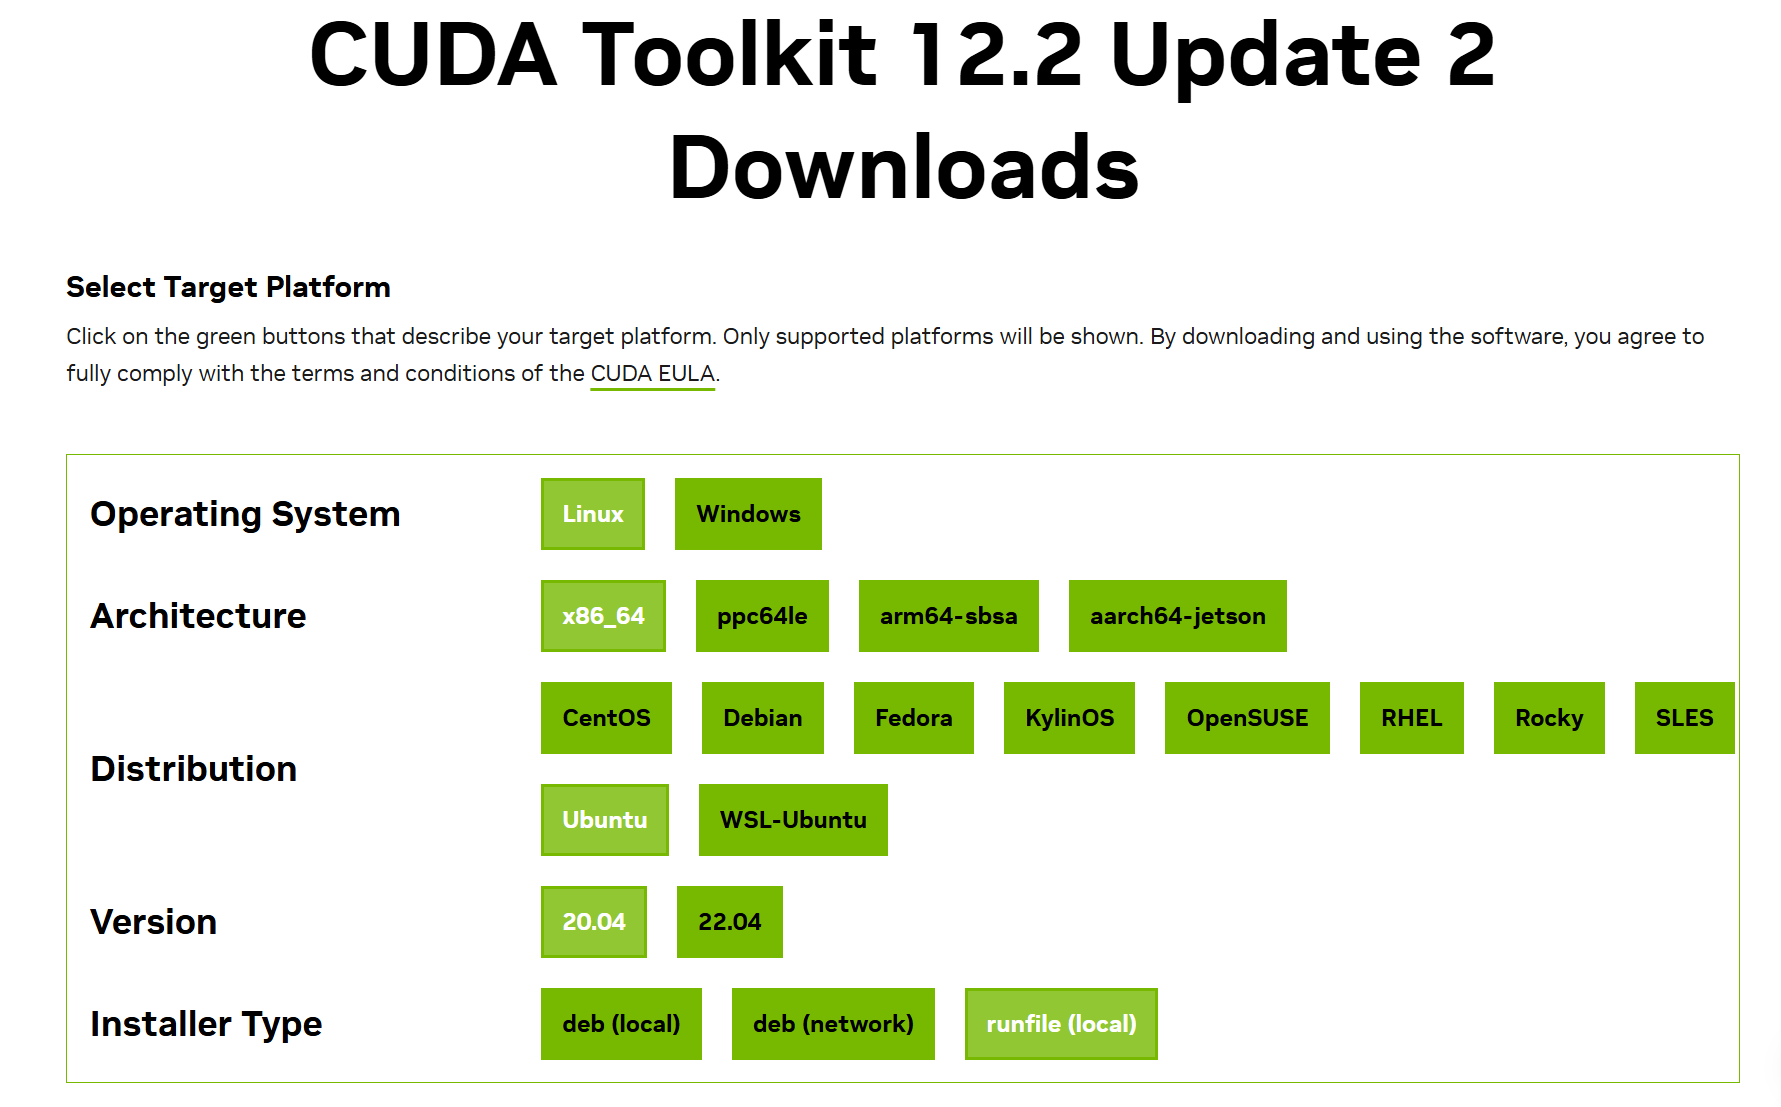 CUDA Toolkit 12.2 Update 2
Downloads
Select Target Platform
Click on the green buttons that describe your target platform. Only supported platforms will be shown. By downloading and using the software, you agree to
fully comply with the terms and conditions of the CUDA EULA.
Operating System Linux Windows
Architecture x86_64 ppc64le arm64-sbsa aarch64-jetson
CentOS Debian Fedora KylinOS OpenSUSE RHEL Rocky SLES
Distribution
Ubuntu WSL-Ubuntu
Version 20.04 22.04
Installer Type deb (local) deb (network) runfile (local)